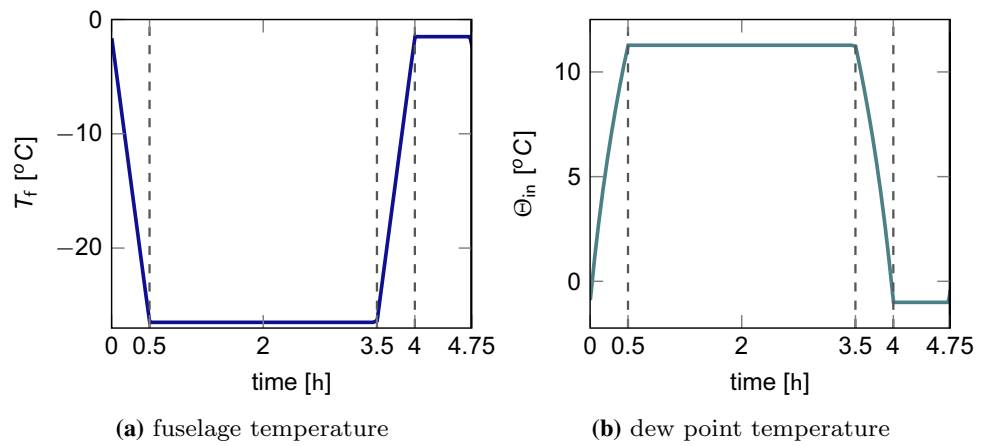 0
−10
−20
T_f [°C]
0 0.5 2 3.5 4 4.75
time [h]
(a) fuselage temperature
10
5
0
Θ_in [°C]
0 0.5 2 3.5 4 4.75
time [h]
(b) dew point temperature